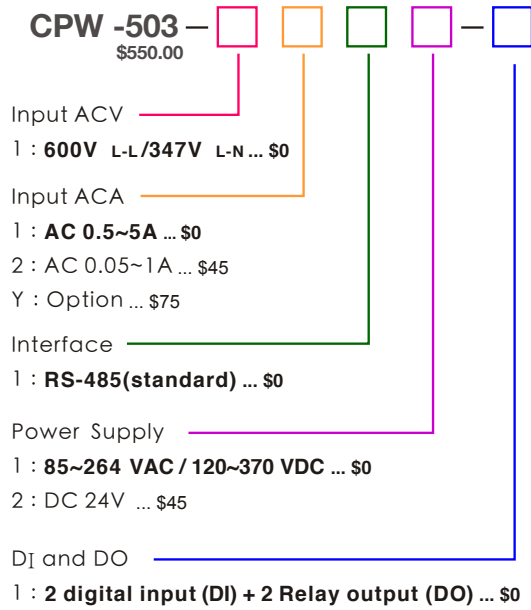 CPW -503 –
$550.00
Input ACV
1 : 600V L-L/347V L-N ... $0
Input ACA
1 : AC 0.5~5A ... $0
2 : AC 0.05~1A ... $45
Y : Option ... $75
Interface
1 : RS-485(standard) ... $0
Power Supply
1 : 85~264 VAC / 120~370 VDC ... $0
2 : DC 24V ... $45
DI and DO
1 : 2 digital input (DI) + 2 Relay output (DO) ... $0